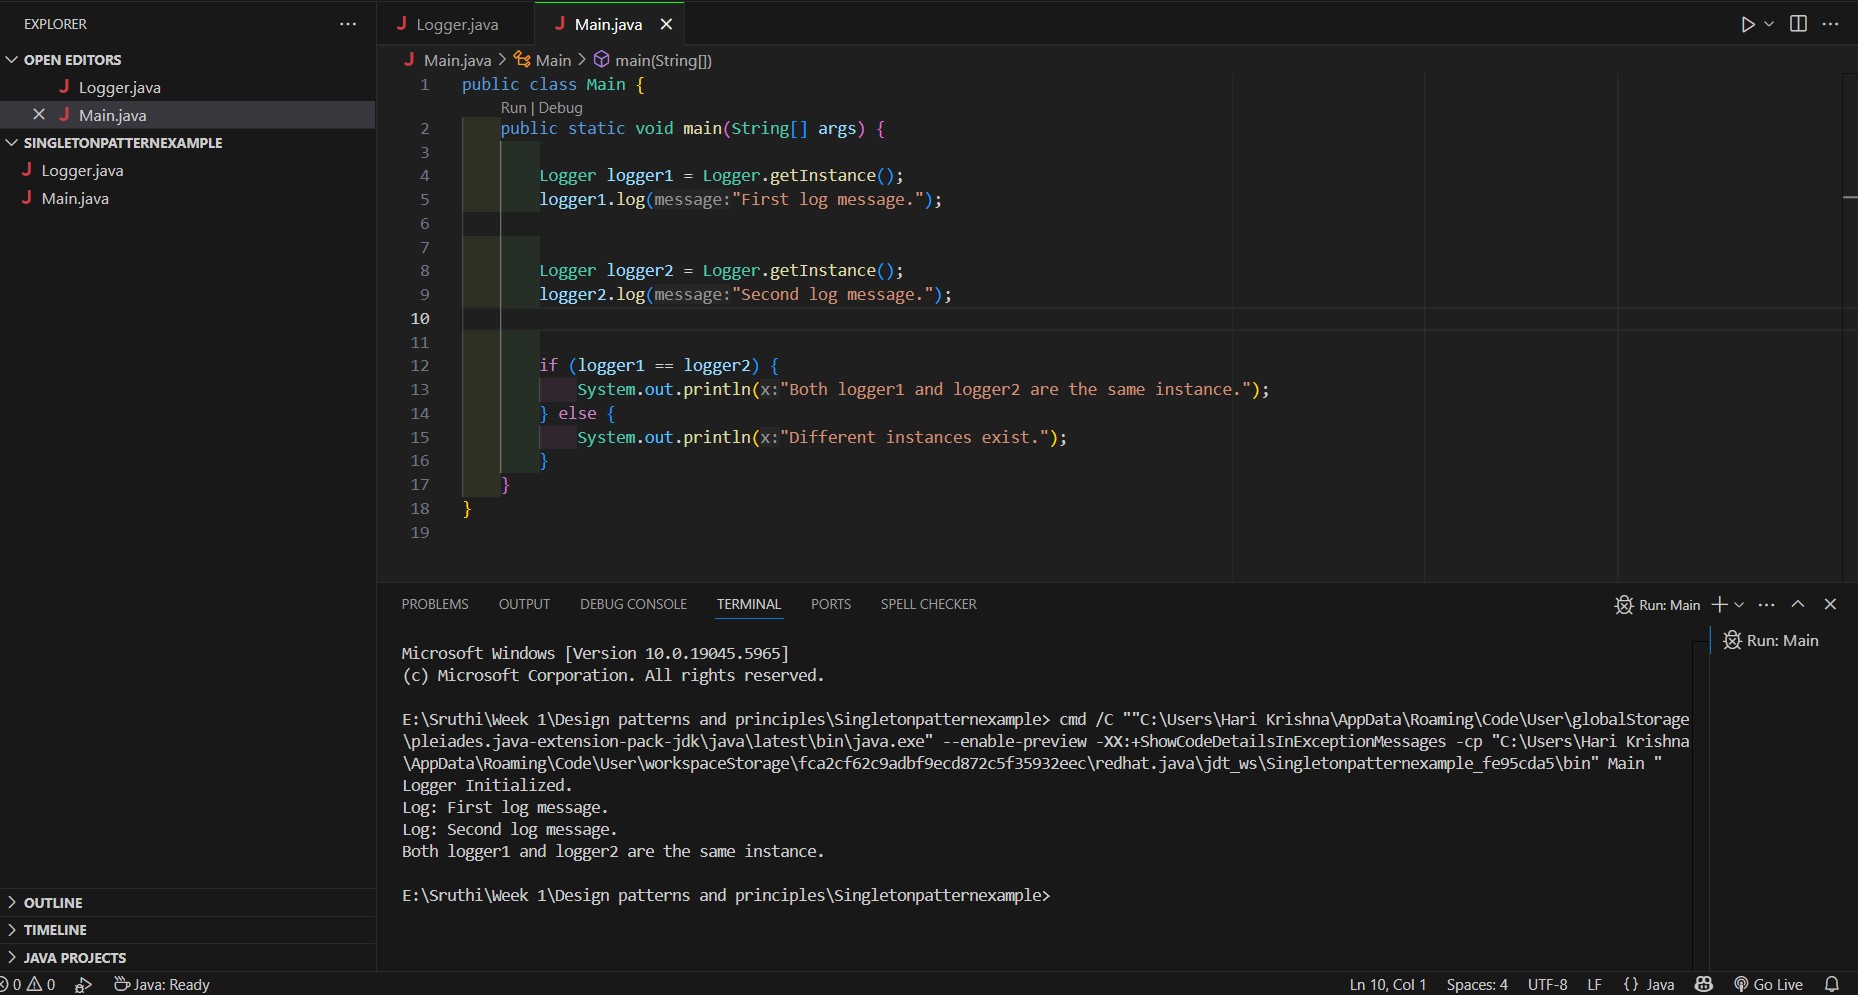 EXPLORER
OPEN EDITORS
Logger.java
Main.java
SINGLETONPATTERNEXAMPLE
Logger.java
Main.java
OUTLINE
TIMELINE
JAVA PROJECTS
Logger.java
Main.java
Main.java > Main > main(String[])
1 public class Main {
Run | Debug
2 public static void main(String[] args) {
3
4 Logger logger1 = Logger.getInstance();
5 logger1.log(message:"First log message.");
6
7
8 Logger logger2 = Logger.getInstance();
9 logger2.log(message:"Second log message.");
10
11
12 if (logger1 == logger2) {
13 System.out.println(x:"Both logger1 and logger2 are the same instance.");
14 } else {
15 System.out.println(x:"Different instances exist.");
16 }
17 }
18 }
19
PROBLEMS OUTPUT DEBUG CONSOLE TERMINAL PORTS SPELL CHECKER
Run: Main
Run: Main
Microsoft Windows [Version 10.0.19045.5965]
(c) Microsoft Corporation. All rights reserved.
E:\Sruthi\Week 1\Design patterns and principles\Singletonpatternexample> cmd /C ""C:\Users\Hari Krishna\AppData\Roaming\Code\User\globalStorage
\pleiades.java-extension-pack-jdk\java\latest\bin\java.exe" --enable-preview -XX:+ShowCodeDetailsInExceptionMessages -cp "C:\Users\Hari Krishna
\AppData\Roaming\Code\User\workspaceStorage\fca2cf62c9adbf9ecd872c5f35932eec\redhat.java\jdt_ws\Singletonpatternexample_fe95cda5\bin" Main "
Logger Initialized.
Log: First log message.
Log: Second log message.
Both logger1 and logger2 are the same instance.
E:\Sruthi\Week 1\Design patterns and principles\Singletonpatternexample>
0 0 Java: Ready Ln 10, Col 1 Spaces: 4 UTF-8 LF {} Java Go Live